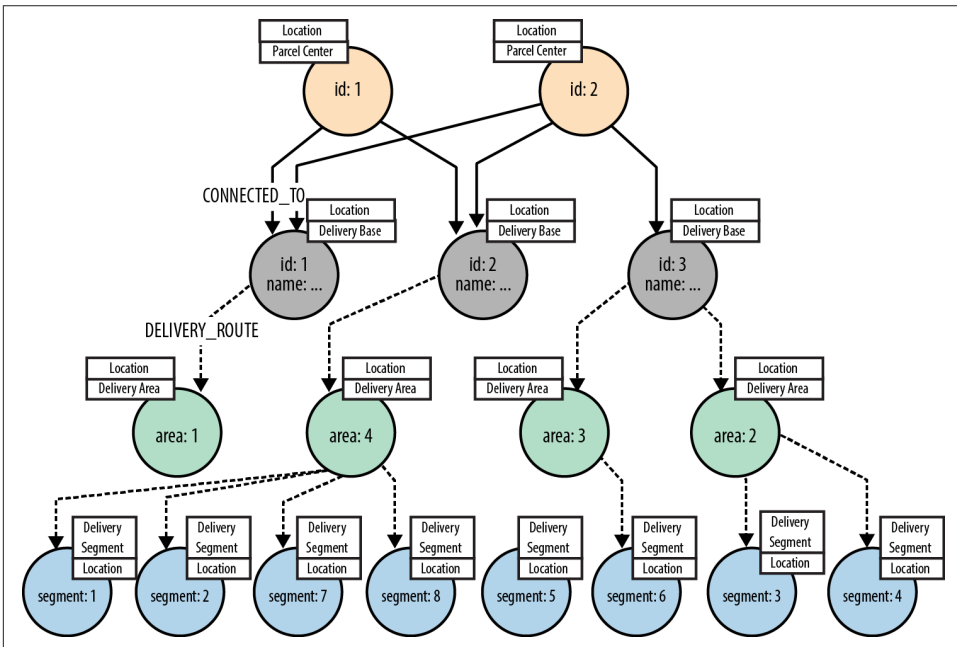 Location
Parcel Center
id: 1
Location
Parcel Center
id: 2
CONNECTED_TO
Location
Delivery Base
id: 1
name: ...
Location
Delivery Base
id: 2
name: ...
Location
Delivery Base
id: 3
name: ...
DELIVERY_ROUTE
Location
Delivery Area
area: 1
Location
Delivery Area
area: 4
Location
Delivery Area
area: 3
Location
Delivery Area
area: 2
Delivery
Segment
Location
segment: 1
Delivery
Segment
Location
segment: 2
Delivery
Segment
Location
segment: 7
Delivery
Segment
Location
segment: 8
Delivery
Segment
Location
segment: 5
Delivery
Segment
Location
segment: 6
Delivery
Segment
Location
segment: 3
Delivery
Segment
Location
segment: 4